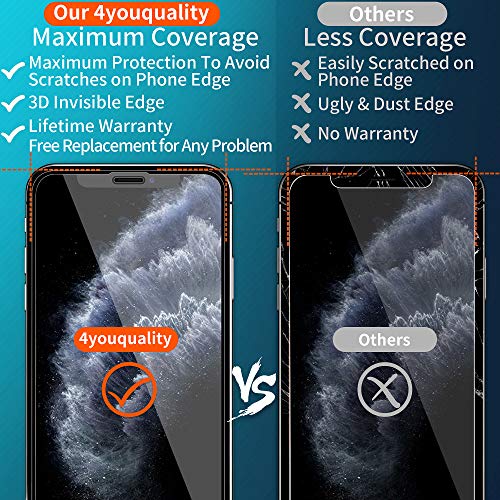 Our 4youquality
Maximum Coverage
Maximum Protection To Avoid
Scratches on Phone Edge
3D Invisible Edge
Lifetime Warranty
Free Replacement for Any Problem
Others
Less Coverage
Easily Scratched on
Phone Edge
Ugly & Dust Edge
No Warranty
4youquality
VS
Others